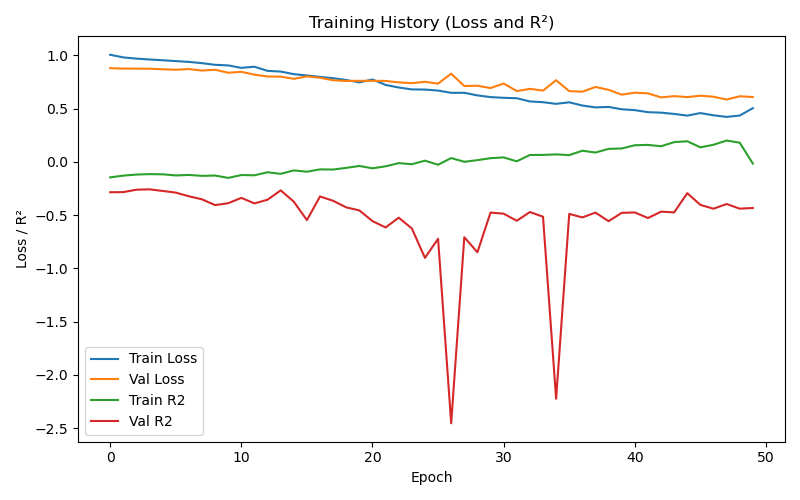 Training History (Loss and R²)
Loss / R²
1.0
0.5
0.0
−0.5
−1.0
−1.5
−2.0
−2.5
Train Loss
Val Loss
Train R2
Val R2
0 10 20 30 40 50
Epoch